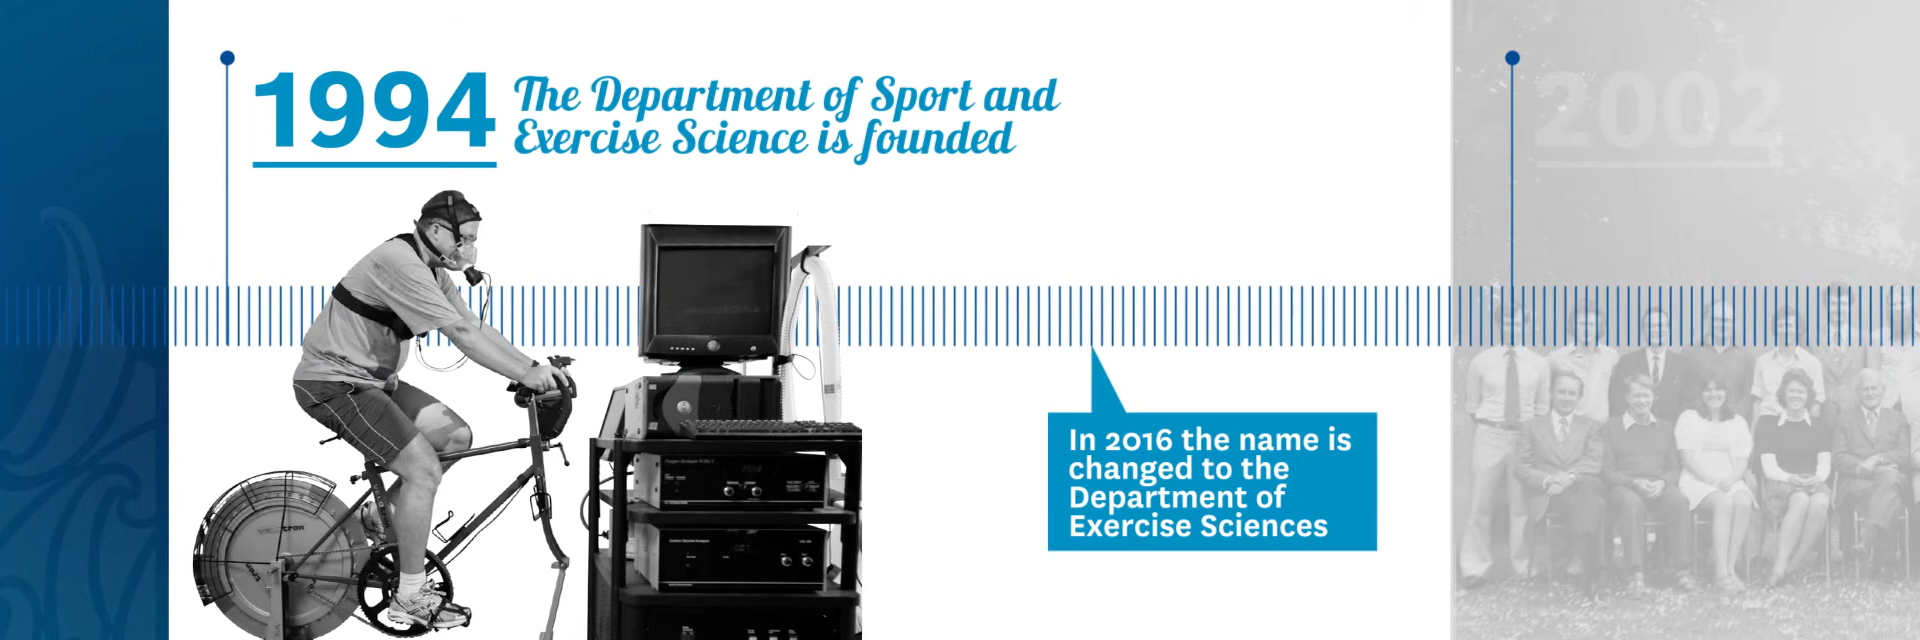 1994
The Department of Sport and
Exercise Science is founded
2002
In 2016 the name is
changed to the
Department of
Exercise Sciences